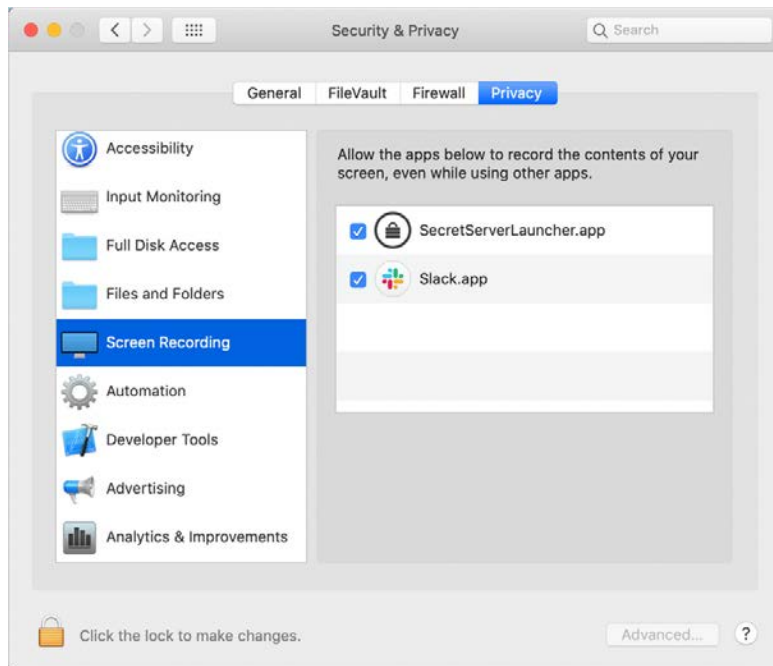 Security & Privacy
Search
General
FileVault
Firewall
Privacy
Accessibility
Input Monitoring
Full Disk Access
Files and Folders
Screen Recording
Automation
Developer Tools
Advertising
Analytics & Improvements
Allow the apps below to record the contents of your
screen, even while using other apps.
SecretServerLauncher.app
Slack.app
Click the lock to make changes.
Advanced...
?